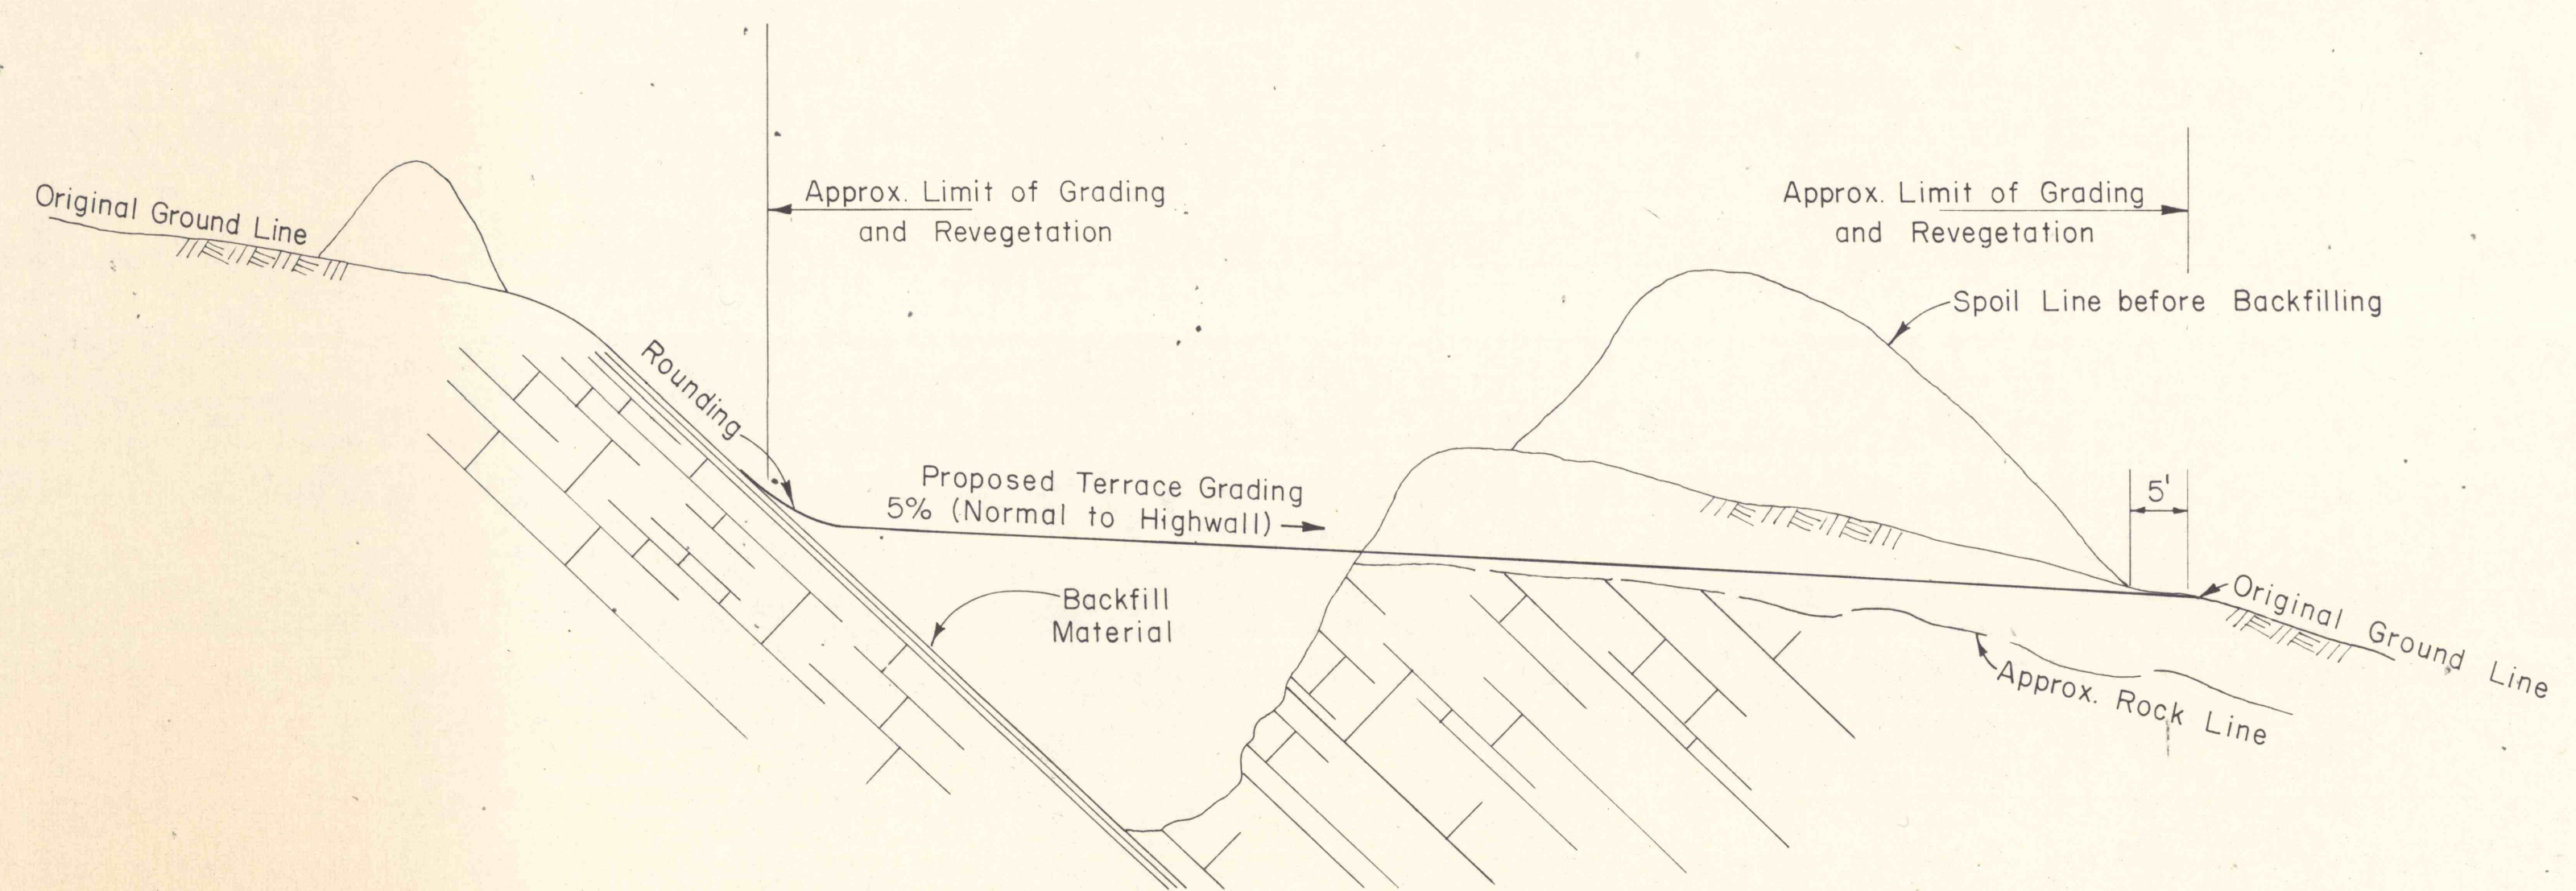 Original Ground Line
Approx. Limit of Grading
and Revegetation
Approx. Limit of Grading
and Revegetation
Spoil Line before Backfilling
Rounding
Proposed Terrace Grading
5% (Normal to Highwall)
5'
Backfill
Material
Original Ground Line
Approx. Rock Line